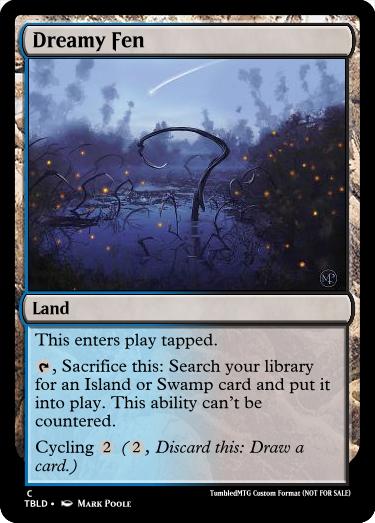 Dreamy Fen
MP
Land
This enters play tapped.
, Sacrifice this: Search your library
for an Island or Swamp card and put it
into play. This ability can't be
countered.
Cycling 2 (2, Discard this: Draw a
card.)
C
TBLD • Mark Poole
TumbledMTG Custom Format (NOT FOR SALE)